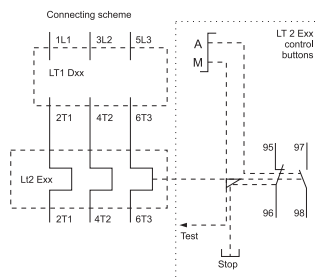 Connecting scheme
LT 2 Exx
control
buttons
1L1 3L2 5L3
A
M
LT1 Dxx
2T1 4T2 6T3
95 97
Lt2 Exx
2T1 4T2 6T3
96 98
Test
Stop